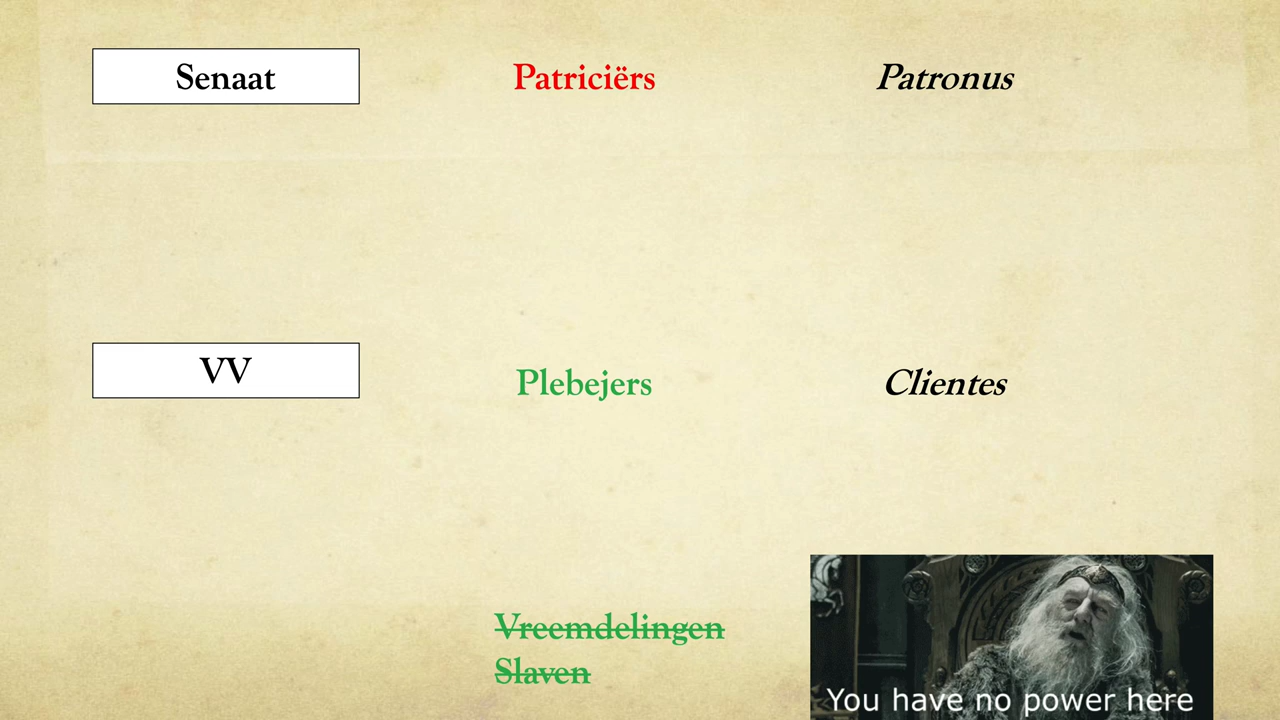 Senaat
Patriciërs
Patronus
VV
Plebejers
Clientes
Vreemdelingen
Slaven
You have no power here